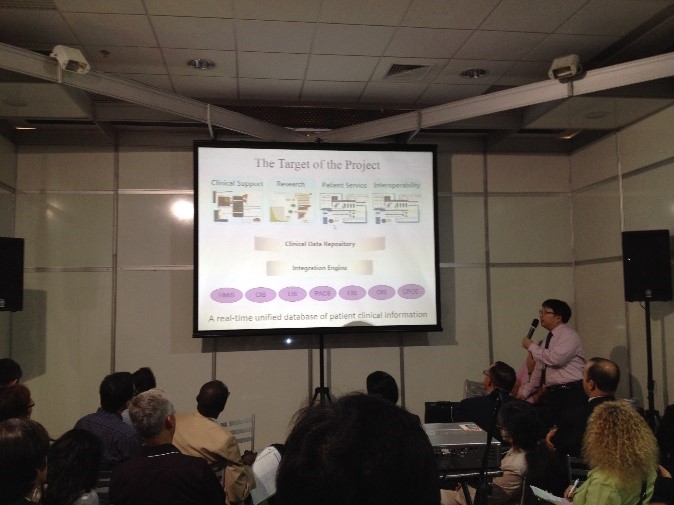 The Target of the Project
Clinical Support Research Patient Service Interoperability
Clinical Data Repository
Integration Engine
A real-time unified database of patient clinical information